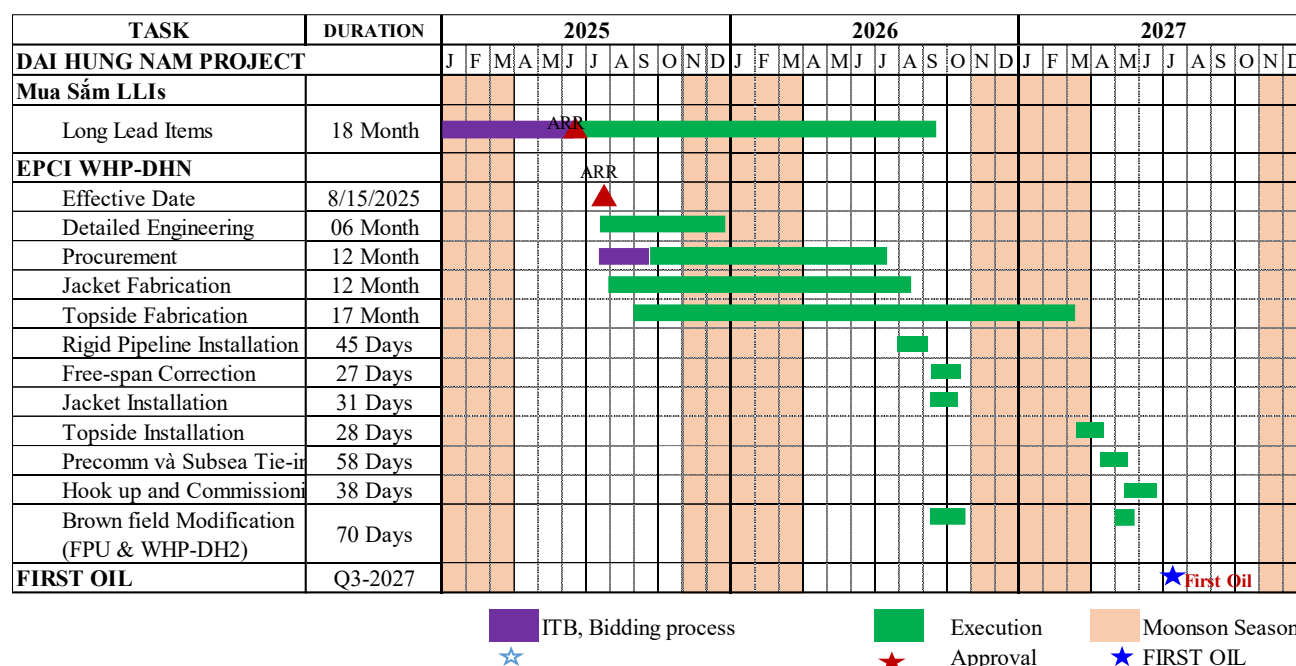 TASK DURATION 2025 2026 2027
DAI HUNG NAM PROJECT J F M A M J J A S O N D J F M A M J J A S O N D J F M A M J J A S O N D
Mua Sắm LLIs
Long Lead Items 18 Month ARR
EPCI WHP-DHN ARR
Effective Date 8/15/2025
Detailed Engineering 06 Month
Procurement 12 Month
Jacket Fabrication 12 Month
Topside Fabrication 17 Month
Rigid Pipeline Installation 45 Days
Free-span Correction 27 Days
Jacket Installation 31 Days
Topside Installation 28 Days
Precomm và Subsea Tie-in 58 Days
Hook up and Commissioni 38 Days
Brown field Modification
(FPU & WHP-DH2) 70 Days
FIRST OIL Q3-2027 First Oil
ITB, Bidding process Execution Moonson Season
Approval FIRST OIL